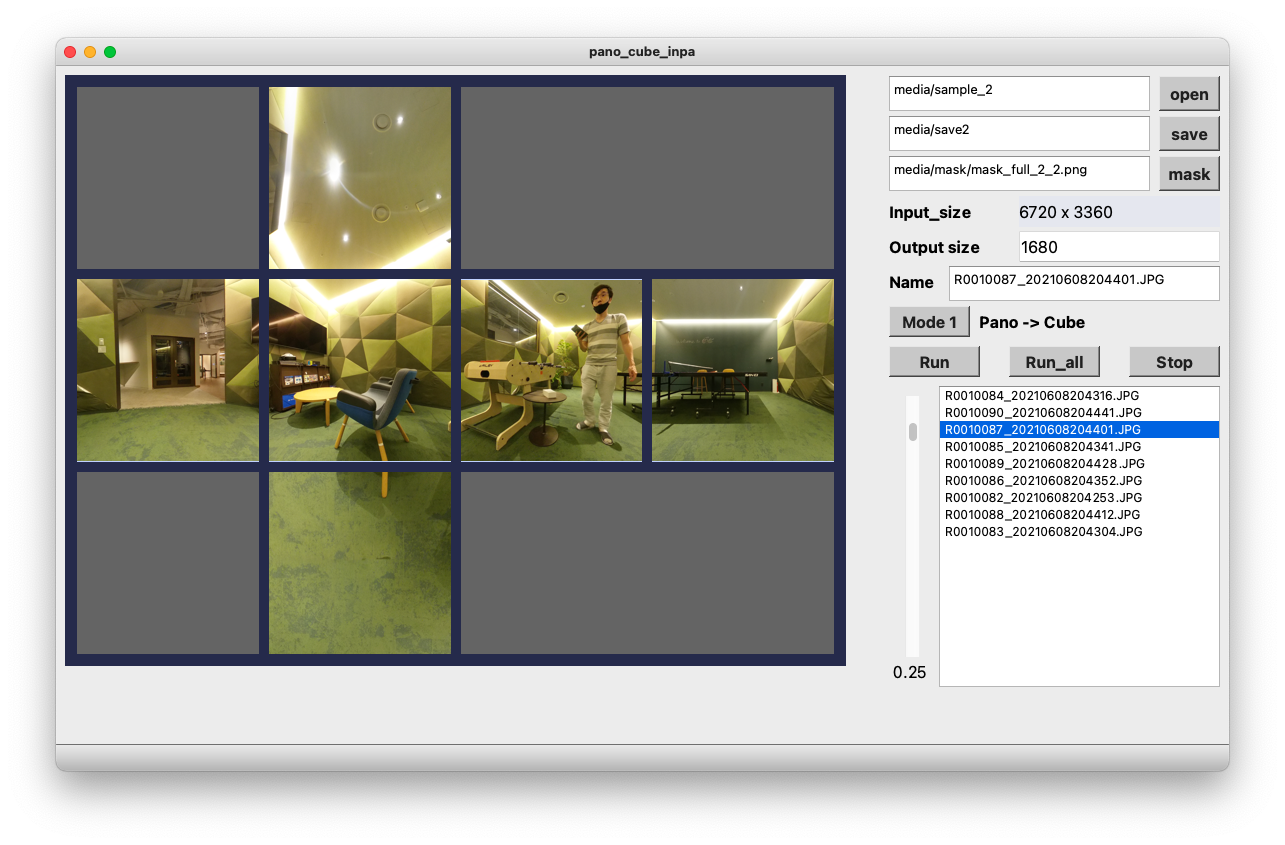 pano_cube_inpa
media/sample_2
open
media/save2
save
media/mask/mask_full_2_2.png
mask
Input_size
6720 x 3360
Output size
1680
Name
R0010087_20210608204401.JPG
Mode 1
Pano -> Cube
Run
Run_all
Stop
R0010084_20210608204316.JPG
R0010090_20210608204441.JPG
R0010087_20210608204401.JPG
R0010085_20210608204341.JPG
R0010089_20210608204428.JPG
R0010086_20210608204352.JPG
R0010082_20210608204253.JPG
R0010088_20210608204412.JPG
R0010083_20210608204304.JPG
0.25